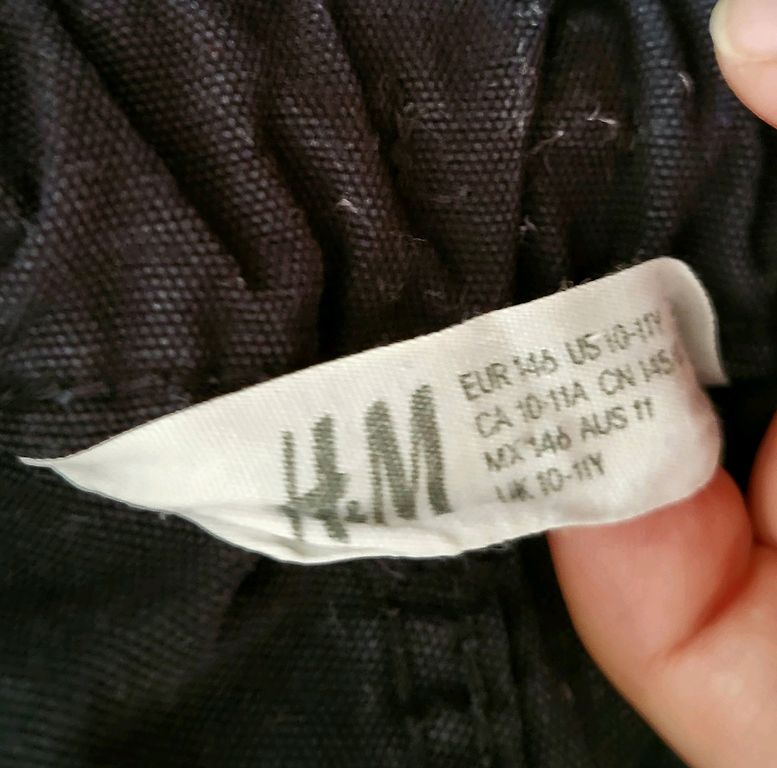 H&M
EUR 146 US 10-11Y
CA 10-11A CN 145
MX 146 AUS 11
UK 10-11Y